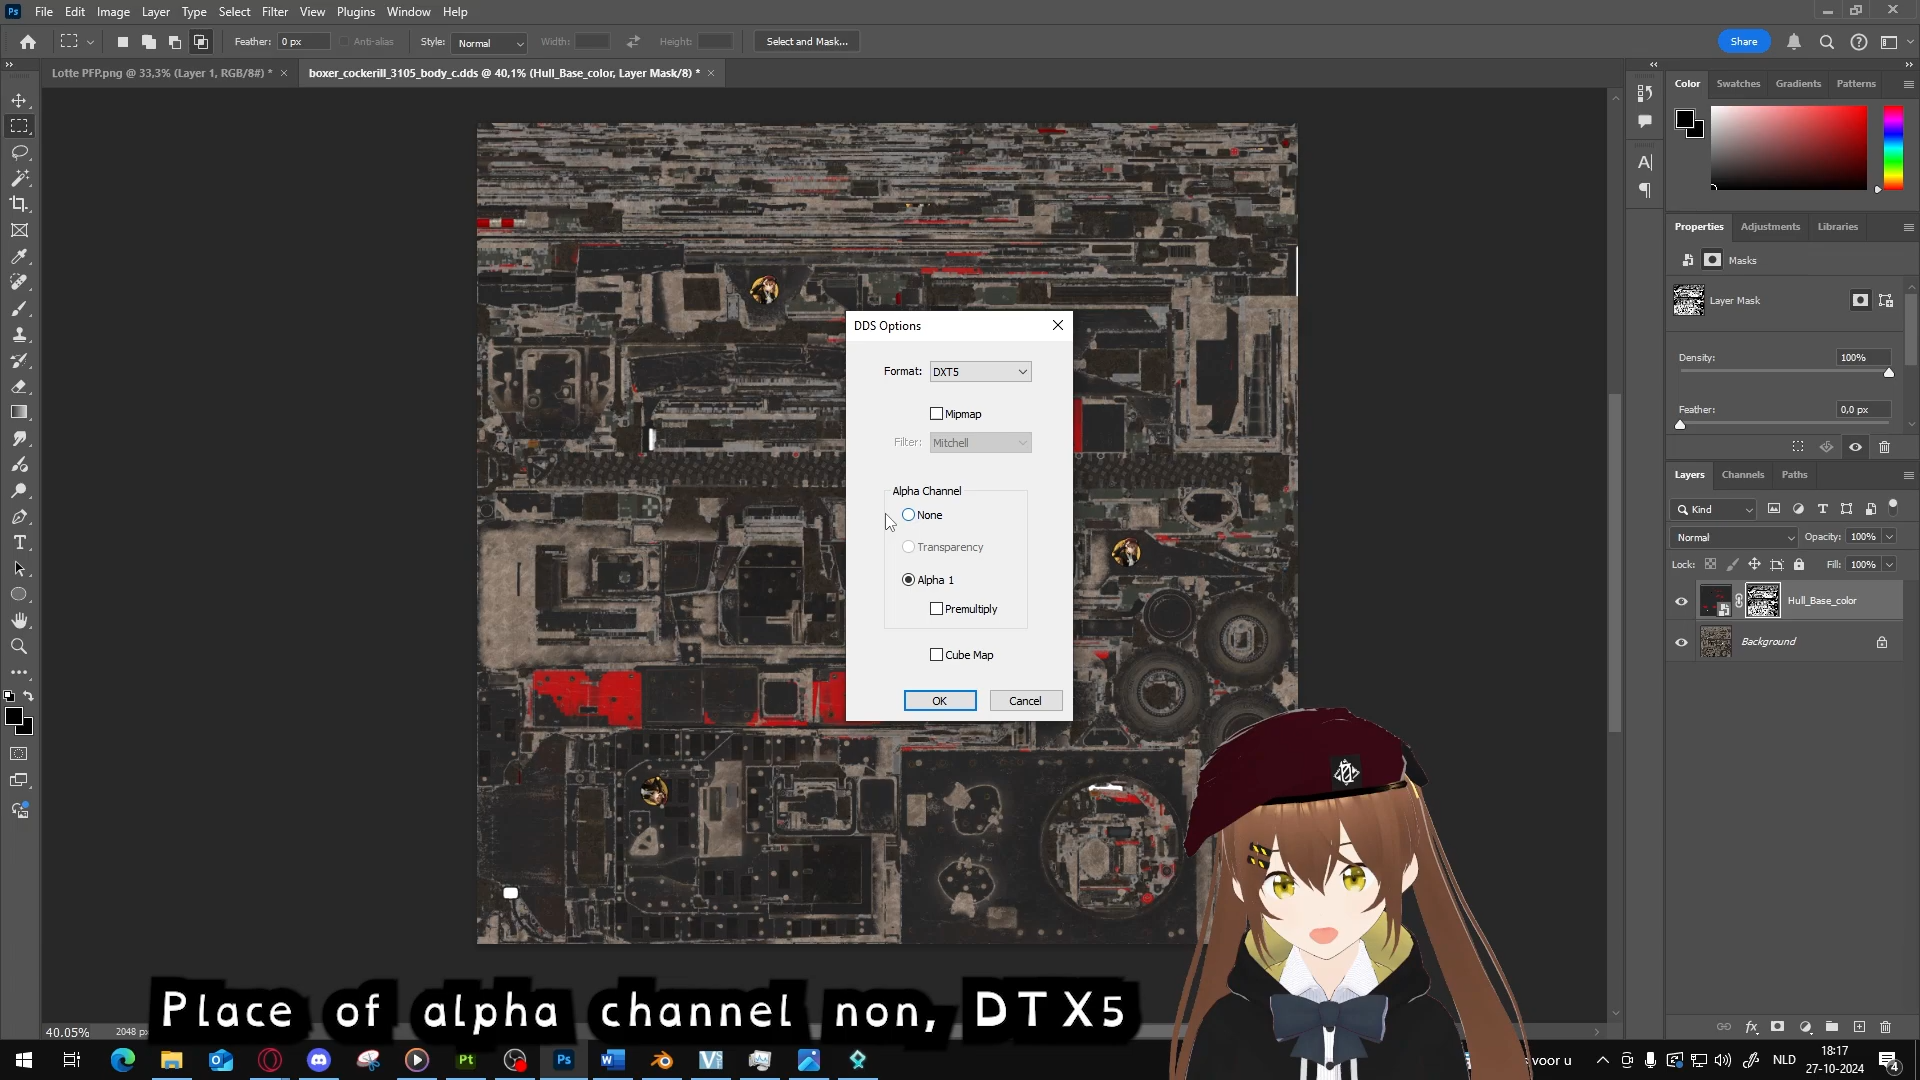 Ps File Edit Image Layer Type Select Filter View Plugins Window Help
Feather: 0 px Anti-alias Style: Normal Width: Height: Select and Mask... Share
Lotte PFP.png @ 33,3% (Layer 1, RGB/8#) * boxer_cockerill_3105_body_c.dds @ 40,1% (Hull_Base_color, Layer Mask/8) *
Color Swatches Gradients Patterns
Properties Adjustments Libraries
Masks
Layer Mask
Density: 100%
Feather: 0,0 px
Layers Channels Paths
Kind
Normal Opacity: 100%
Lock: Fill: 100%
Hull_Base_color
Background
DDS Options
Format: DXT5
Mipmap
Filter: Mitchell
Alpha Channel
None
Transparency
Alpha 1
Premultiply
Cube Map
OK Cancel
Place of alpha channel non, DTX5
40.05% 2048 px
s voor u NLD 18:17
27-10-2024
4